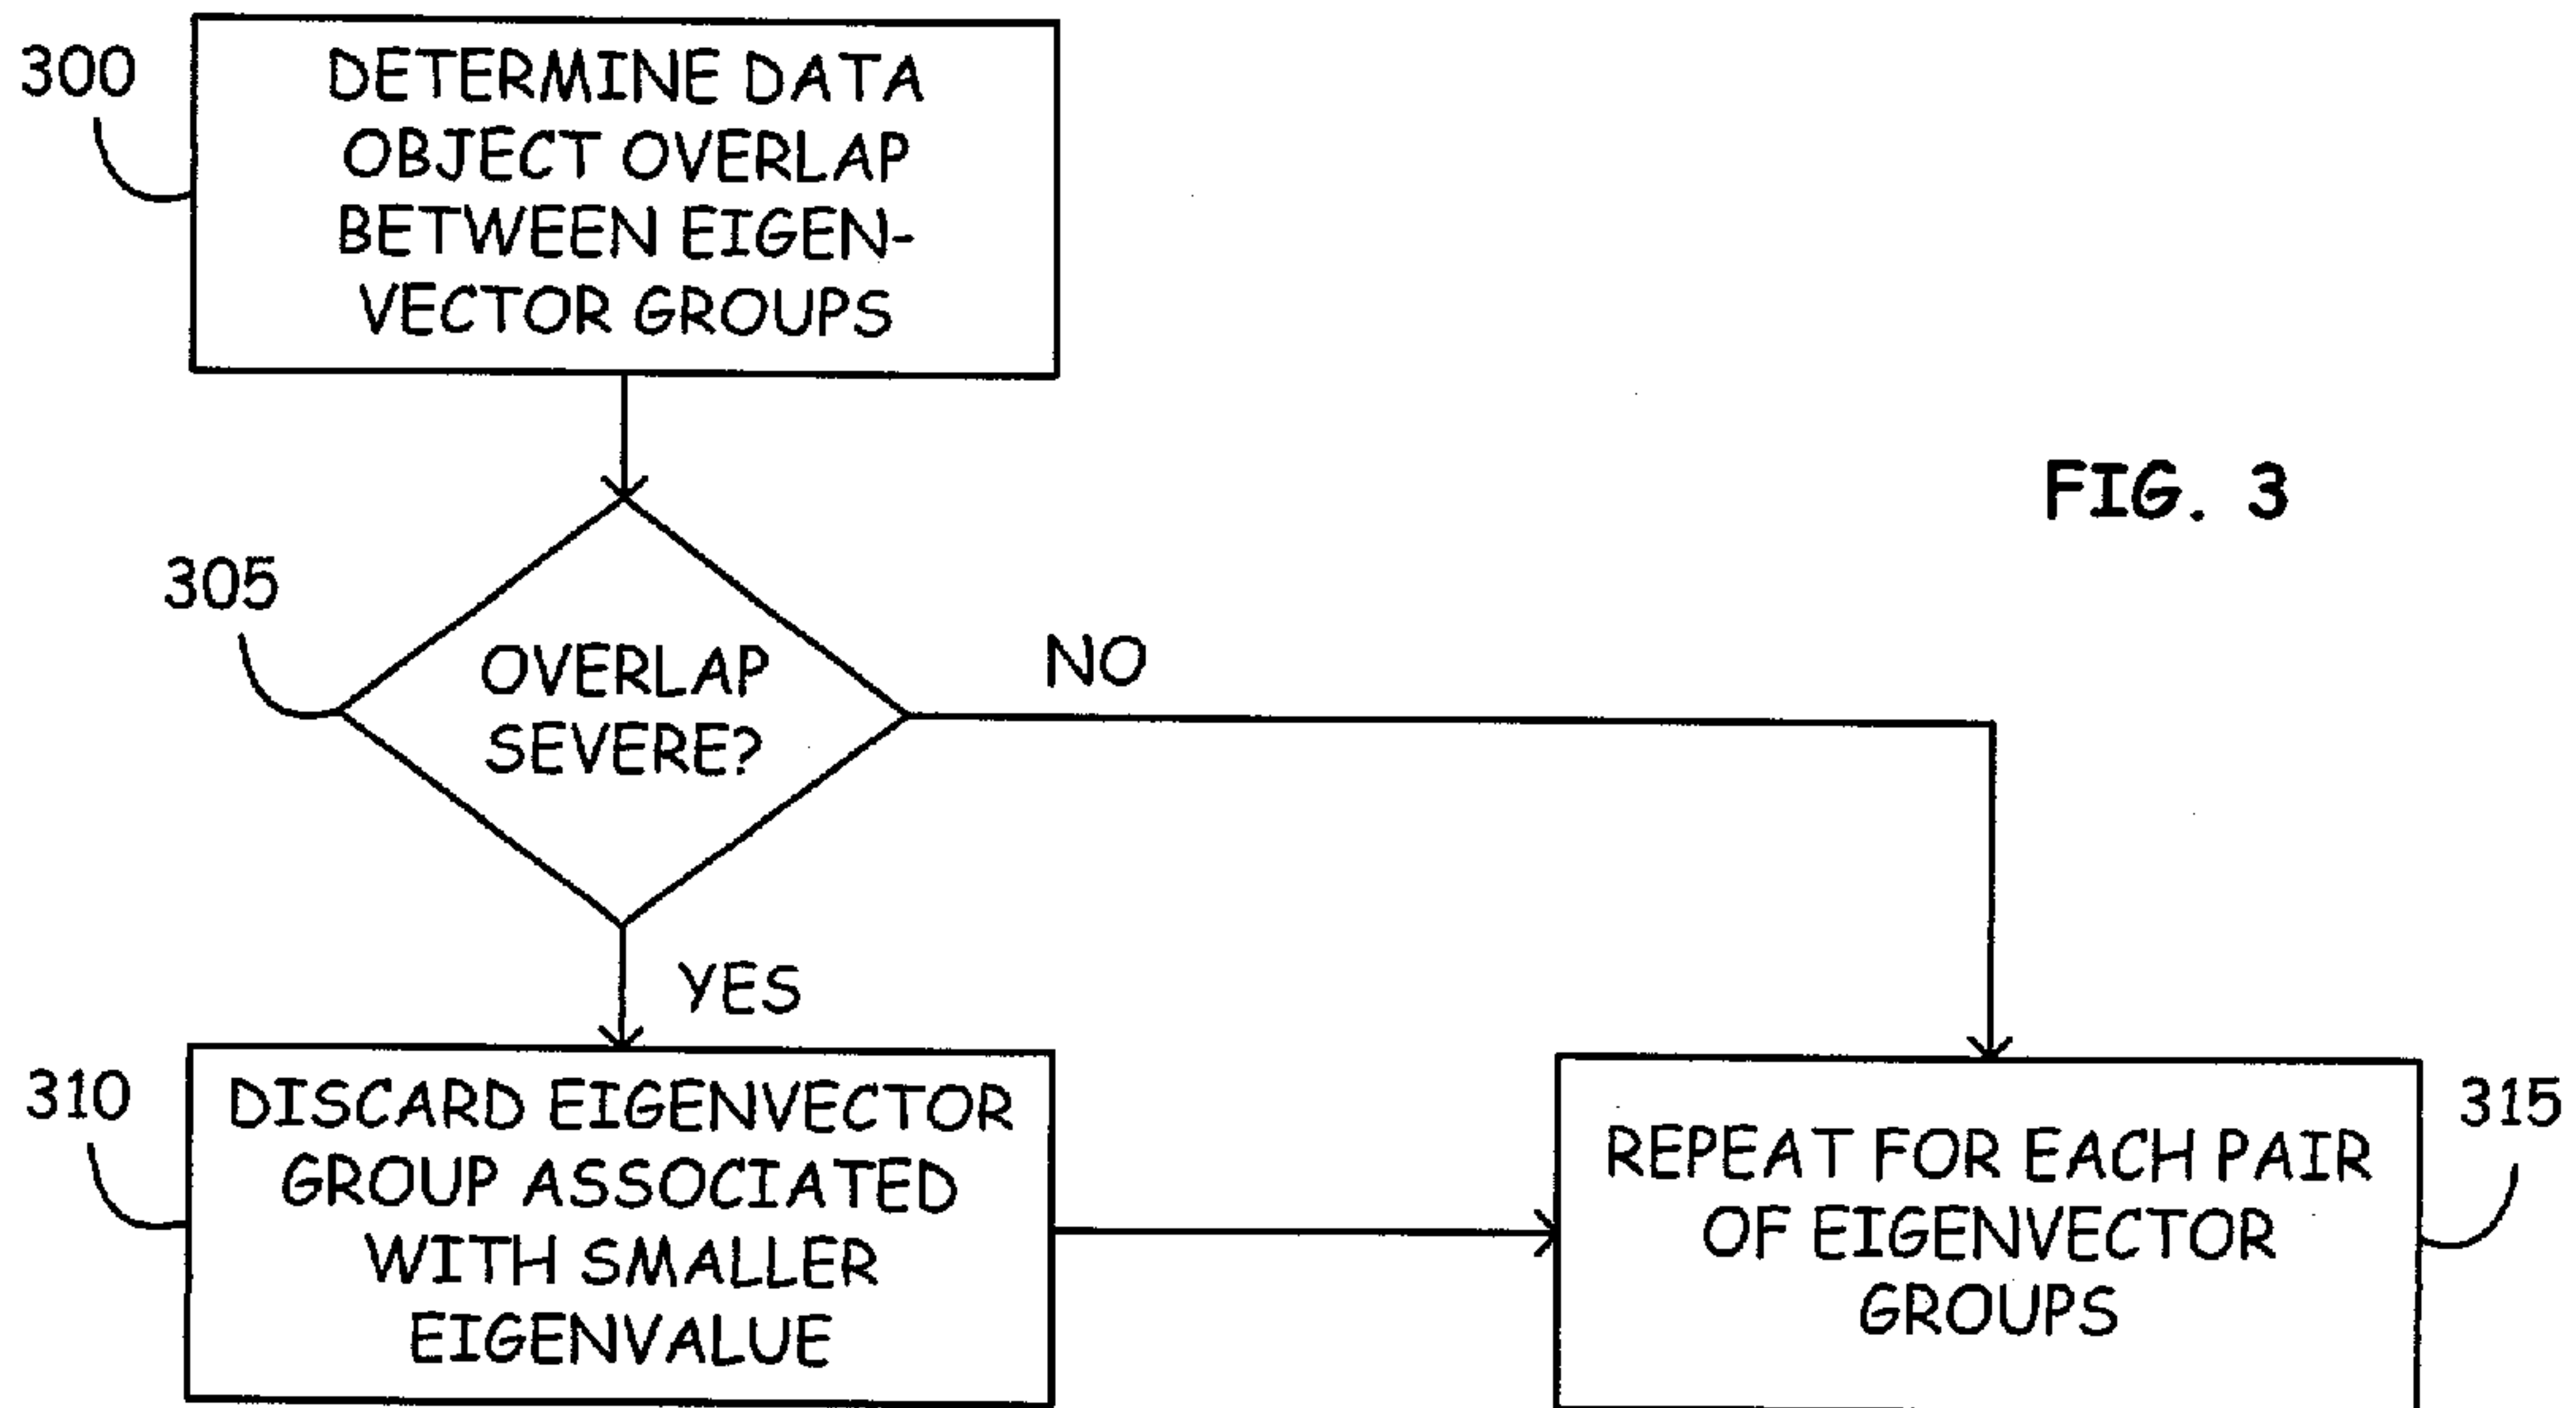 300
DETERMINE DATA
OBJECT OVERLAP
BETWEEN EIGEN-
VECTOR GROUPS
FIG. 3
305
OVERLAP
SEVERE?
NO
YES
310
DISCARD EIGENVECTOR
GROUP ASSOCIATED
WITH SMALLER
EIGENVALUE
315
REPEAT FOR EACH PAIR
OF EIGENVECTOR
GROUPS